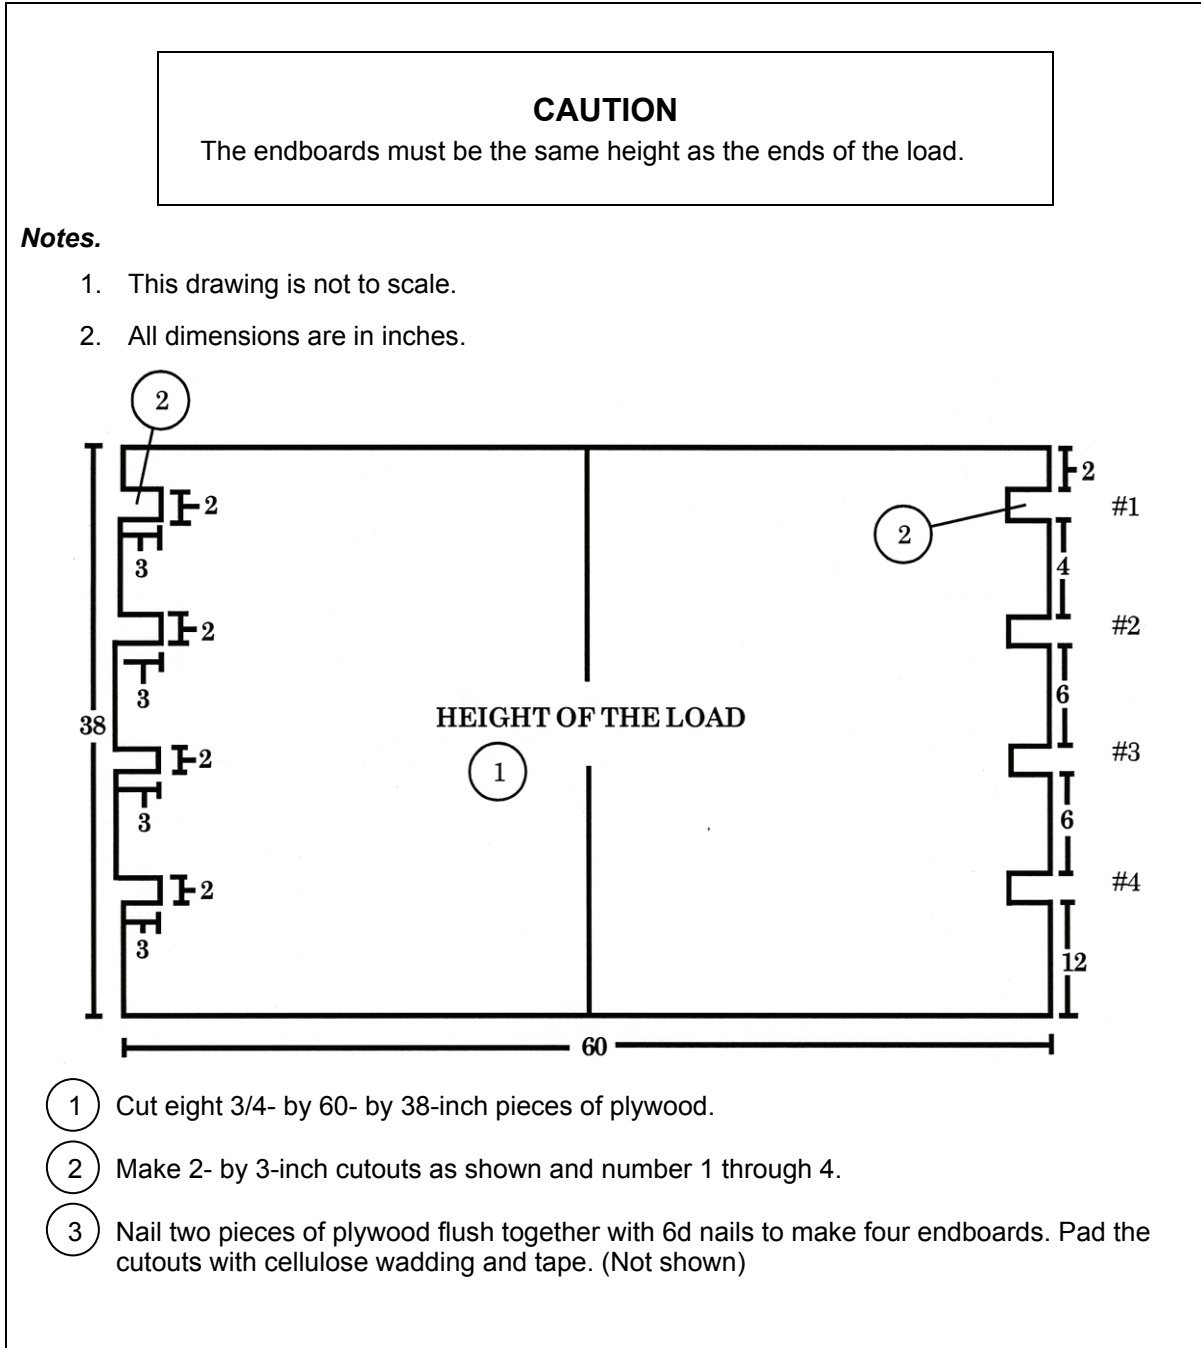 CAUTION
The endboards must be the same height as the ends of the load.
Notes.
1. This drawing is not to scale.
2. All dimensions are in inches.
2
2
2
#1
2
3
4
2
#2
3
6
38
HEIGHT OF THE LOAD
1
2
#3
3
6
2
#4
3
12
60
1 Cut eight 3/4- by 60- by 38-inch pieces of plywood.
2 Make 2- by 3-inch cutouts as shown and number 1 through 4.
3 Nail two pieces of plywood flush together with 6d nails to make four endboards. Pad the
cutouts with cellulose wadding and tape. (Not shown)